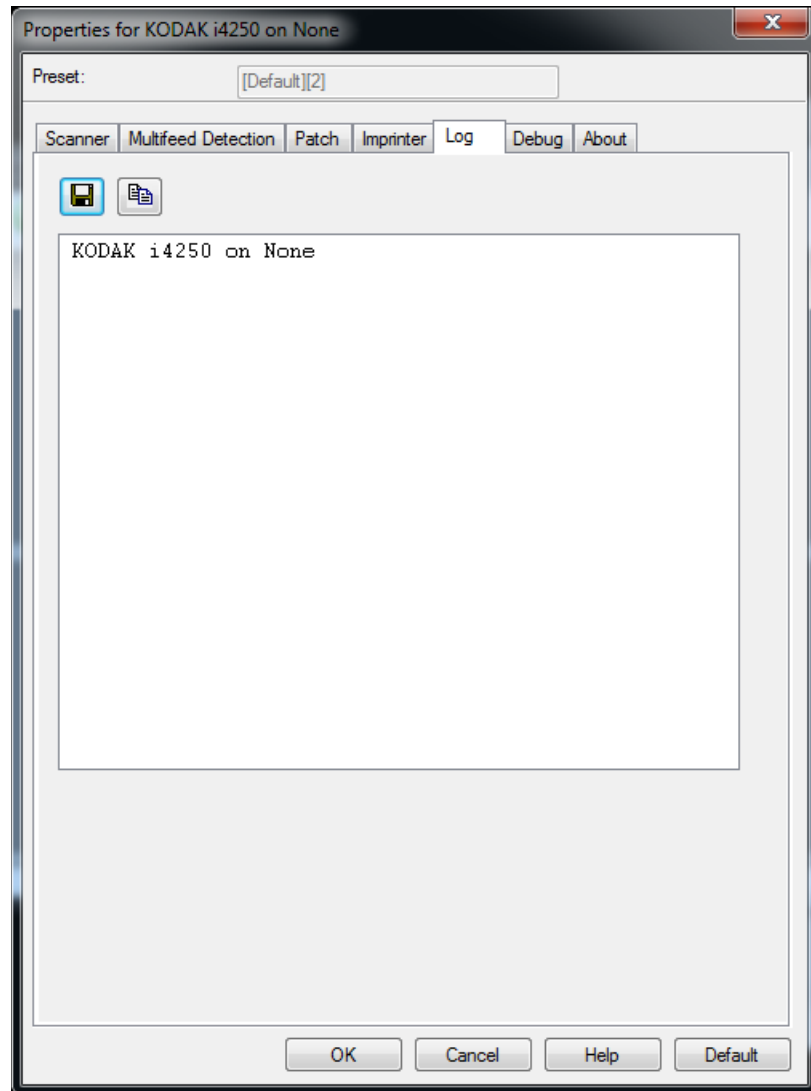 Properties for KODAK i4250 on None
Preset:
[Default][2]
Scanner Multifeed Detection Patch Imprinter Log Debug About
KODAK i4250 on None
OK Cancel Help Default